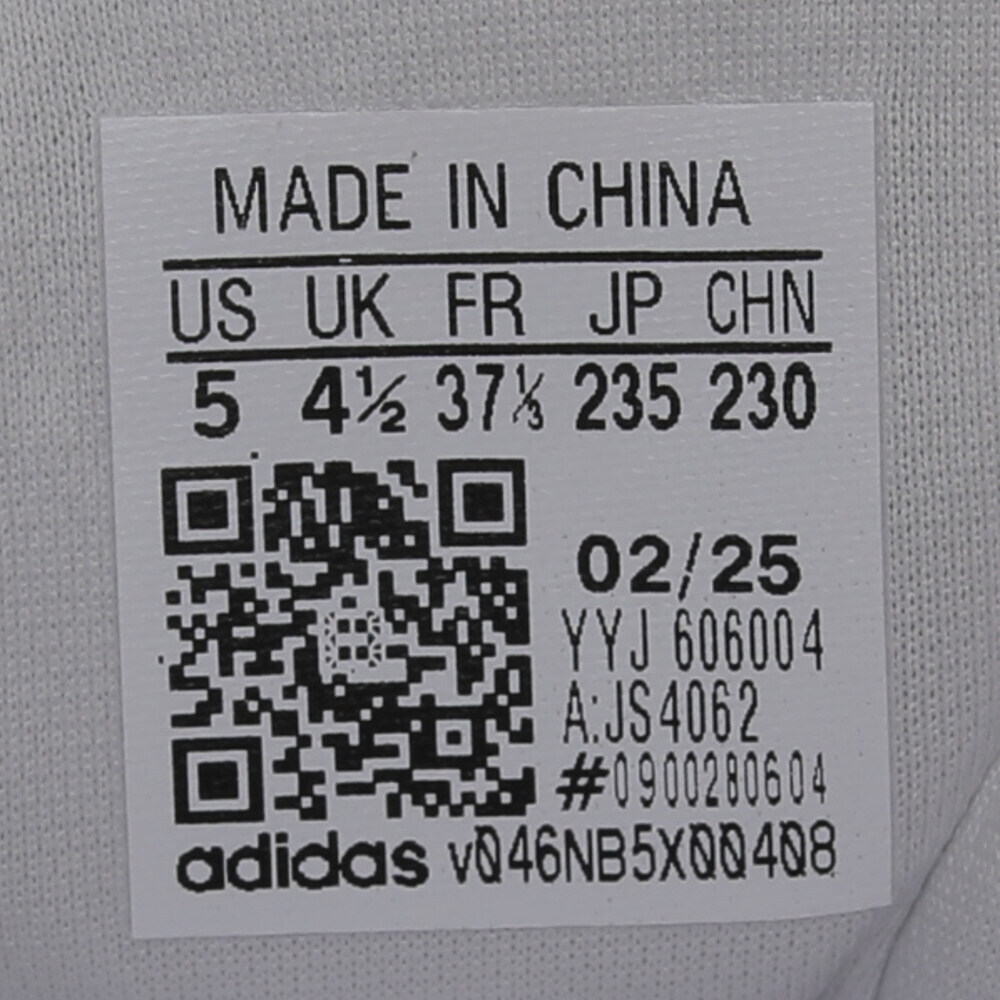 MADE IN CHINA
US UK FR JP CHN
5 4½ 37⅓ 235 230
02/25
YYJ 606004
A:JS4062
#0900280604
adidas v046NB5X00408